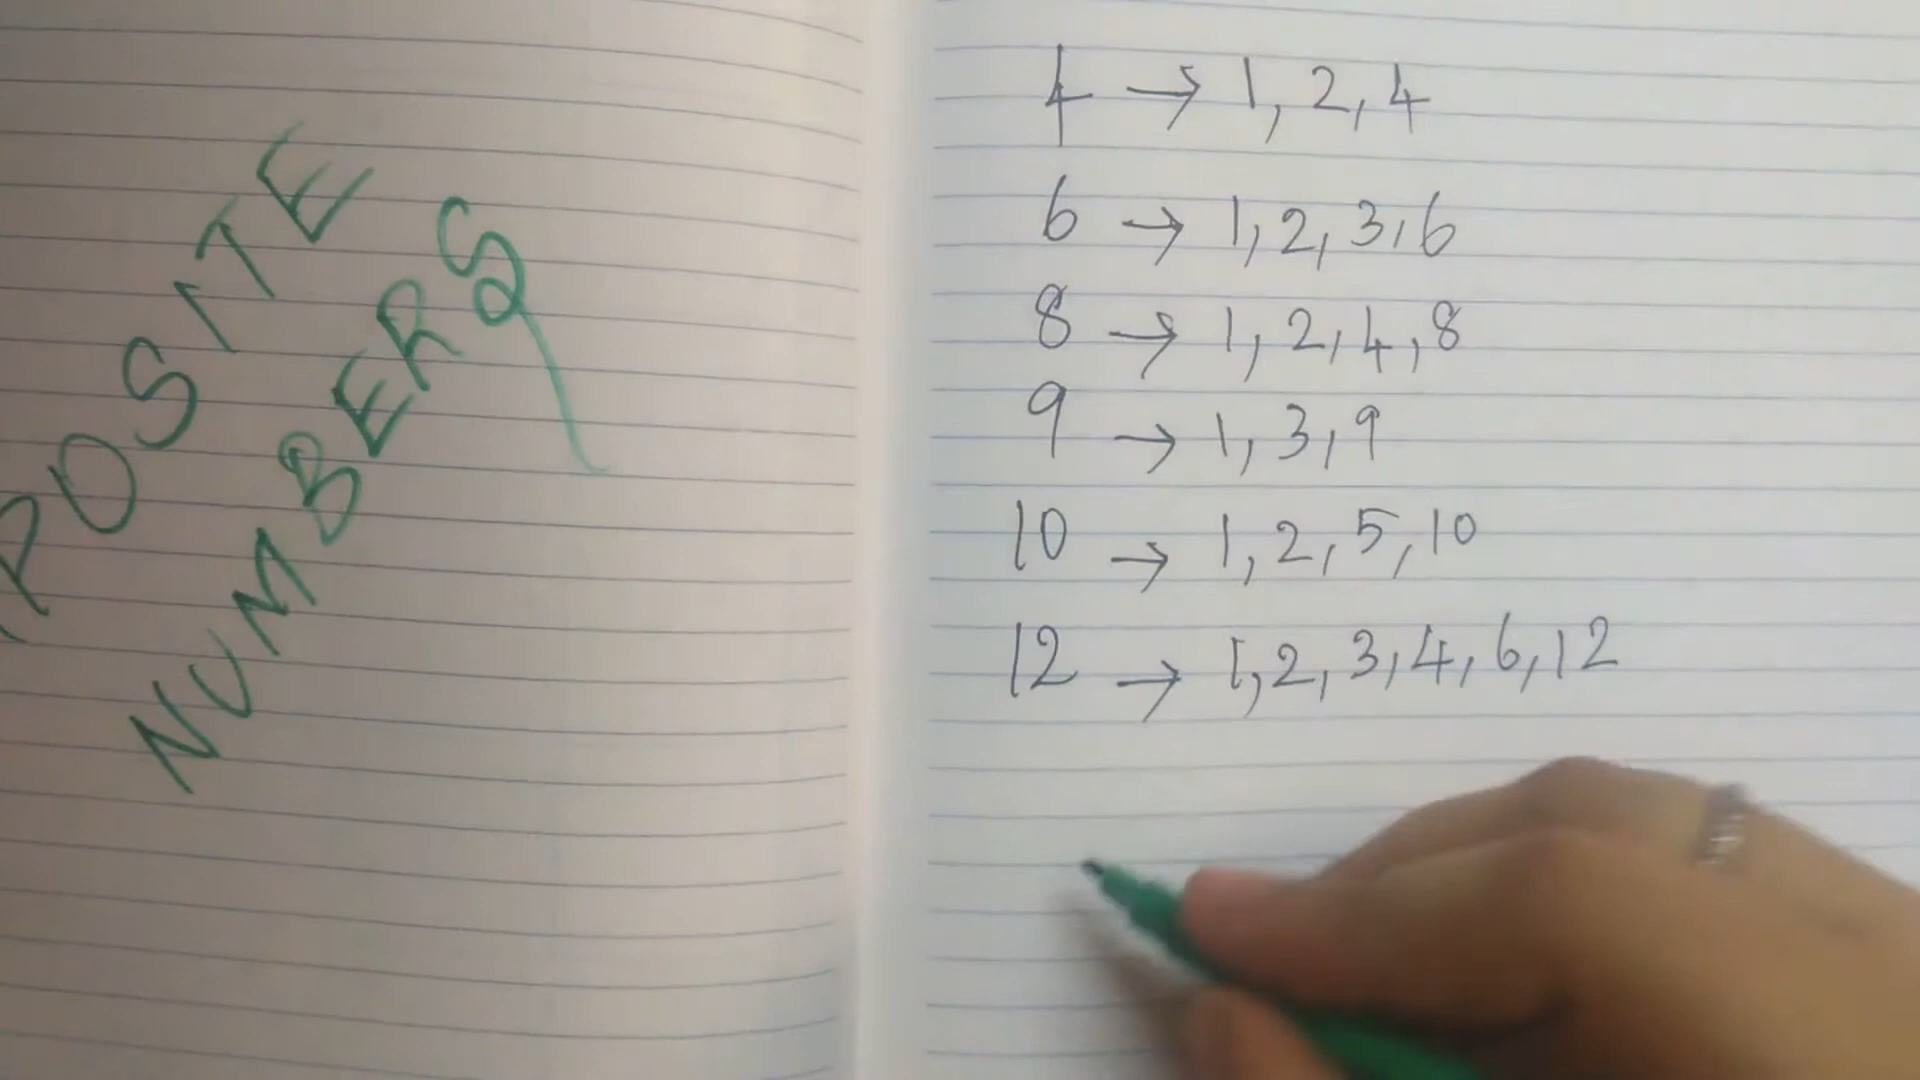 POSITE
NUMBERS
4 → 1, 2, 4
6 → 1, 2, 3, 6
8 → 1, 2, 4, 8
9 → 1, 3, 9
10 → 1, 2, 5, 10
12 → 1, 2, 3, 4, 6, 12